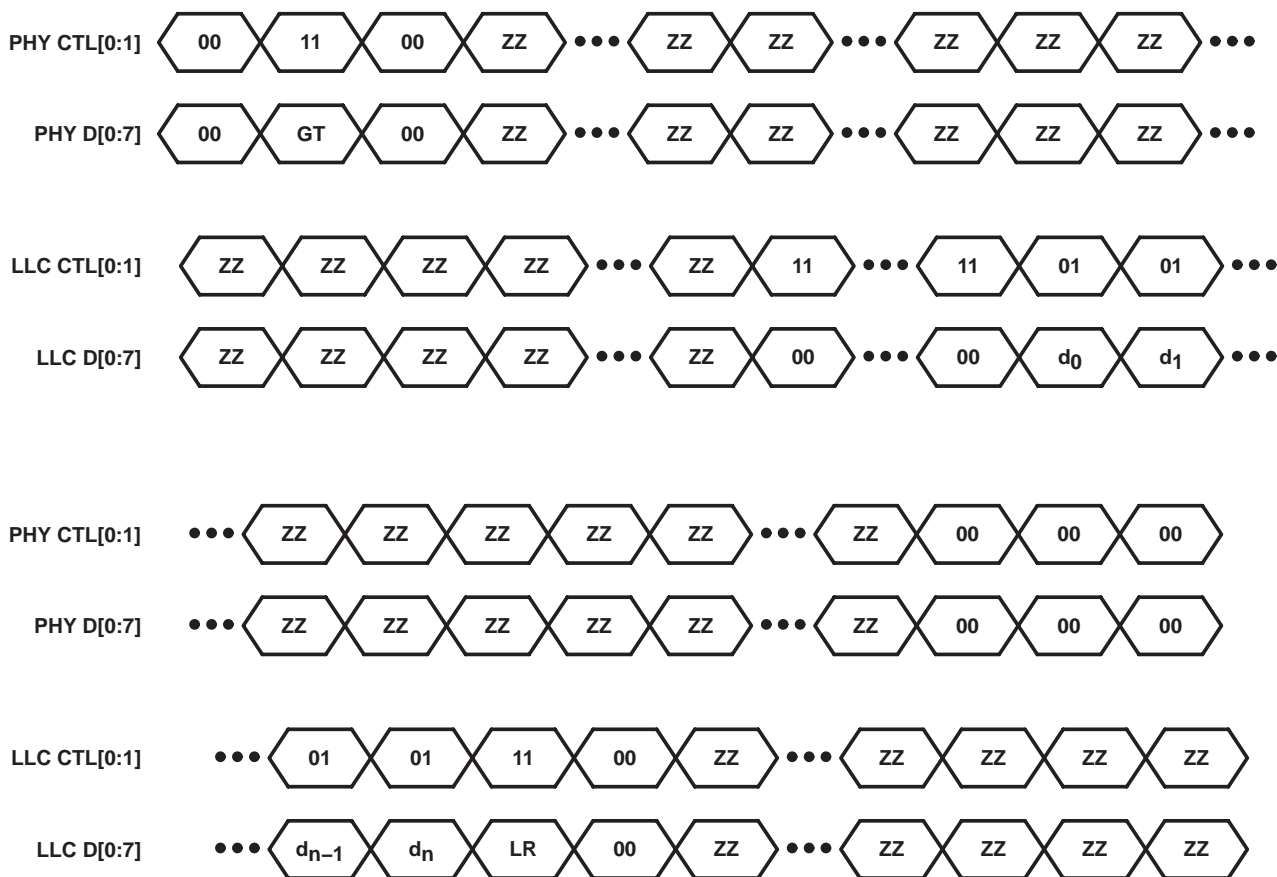 PHY CTL[0:1] 00 11 00 ZZ ••• ZZ ZZ ••• ZZ ZZ ZZ •••
PHY D[0:7] 00 GT 00 ZZ ••• ZZ ZZ ••• ZZ ZZ ZZ •••
LLC CTL[0:1] ZZ ZZ ZZ ZZ ••• ZZ 11 ••• 11 01 01 •••
LLC D[0:7] ZZ ZZ ZZ ZZ ••• ZZ 00 ••• 00 d0 d1 •••
PHY CTL[0:1] ••• ZZ ZZ ZZ ZZ ZZ ••• ZZ 00 00 00
PHY D[0:7] ••• ZZ ZZ ZZ ZZ ZZ ••• ZZ 00 00 00
LLC CTL[0:1] ••• 01 01 11 00 ZZ ••• ZZ ZZ ZZ ZZ
LLC D[0:7] ••• dn–1 dn LR 00 ZZ ••• ZZ ZZ ZZ ZZ